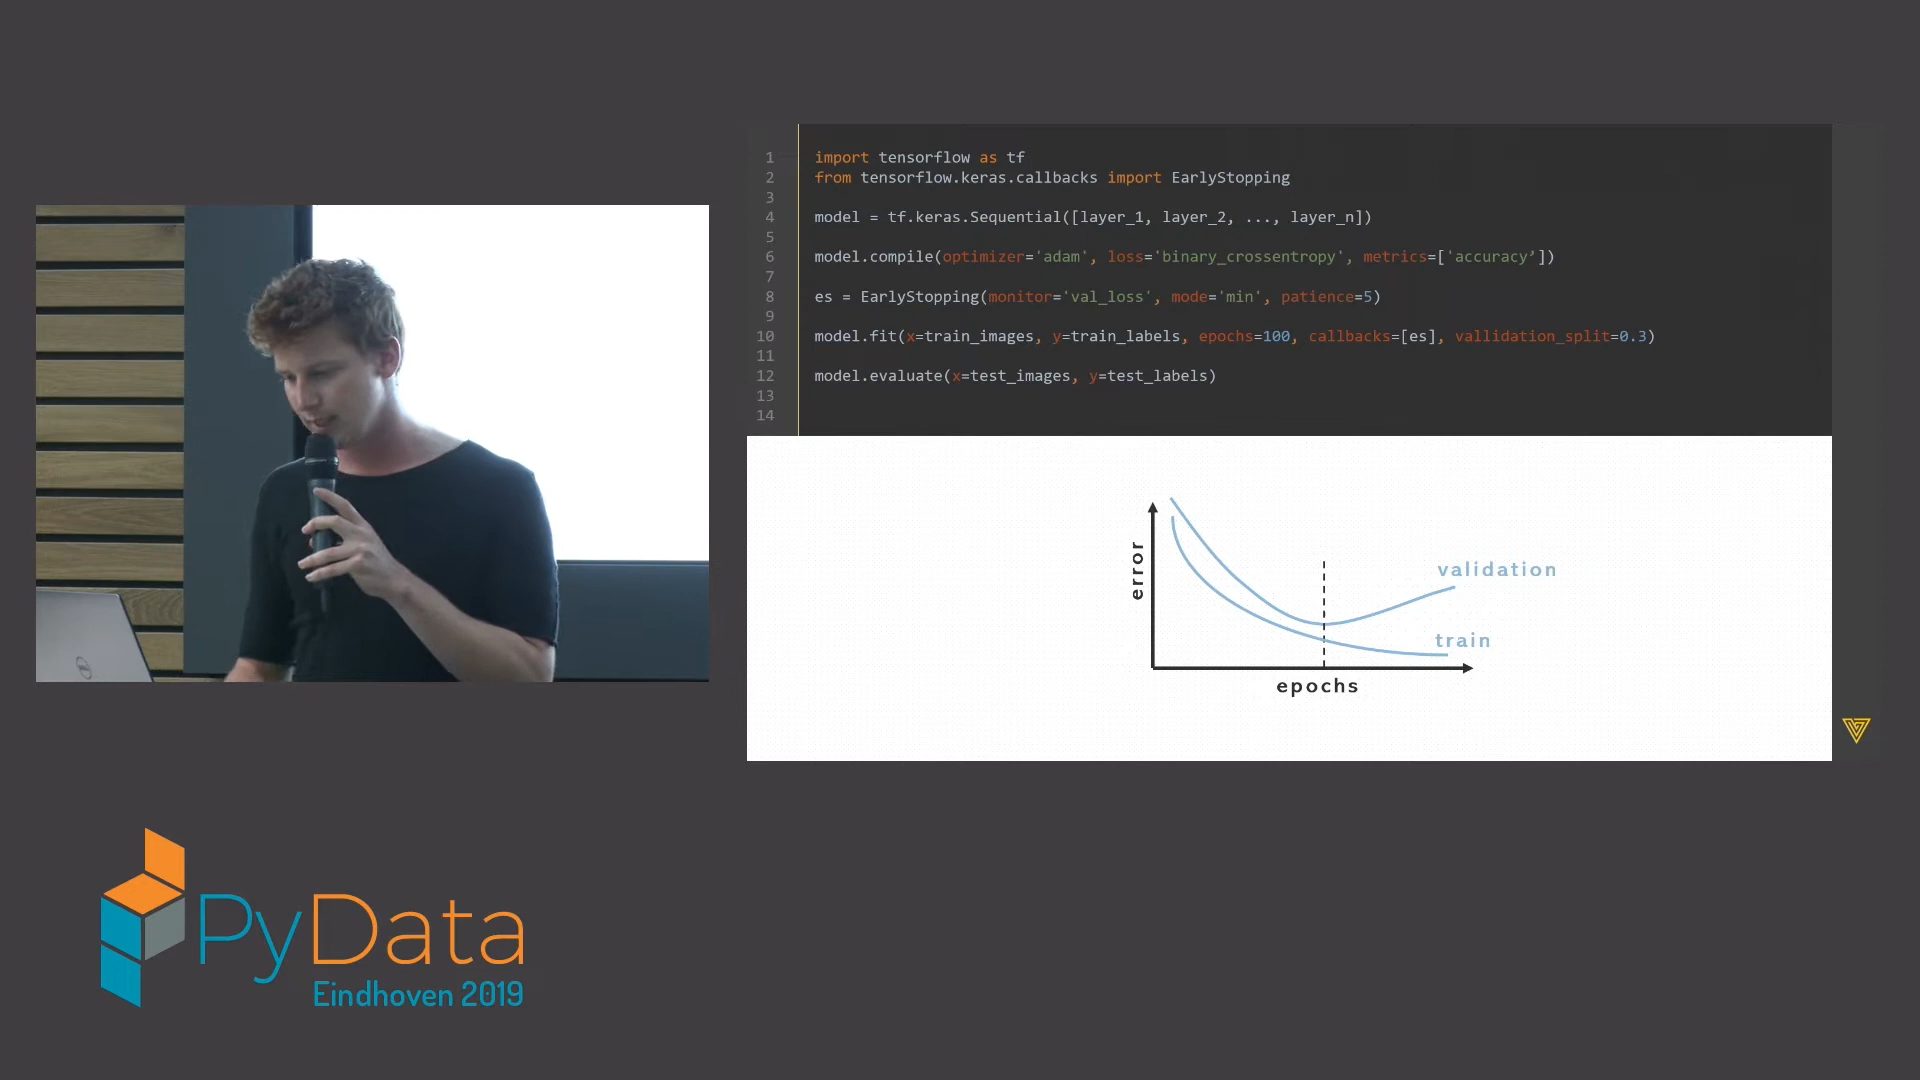 1 import tensorflow as tf
2 from tensorflow.keras.callbacks import EarlyStopping
3
4 model = tf.keras.Sequential([layer_1, layer_2, ..., layer_n])
5
6 model.compile(optimizer='adam', loss='binary_crossentropy', metrics=['accuracy’])
7
8 es = EarlyStopping(monitor='val_loss', mode='min', patience=5)
9
10 model.fit(x=train_images, y=train_labels, epochs=100, callbacks=[es], vallidation_split=0.3)
11
12 model.evaluate(x=test_images, y=test_labels)
13
14
error
validation
train
epochs
PyData
Eindhoven 2019